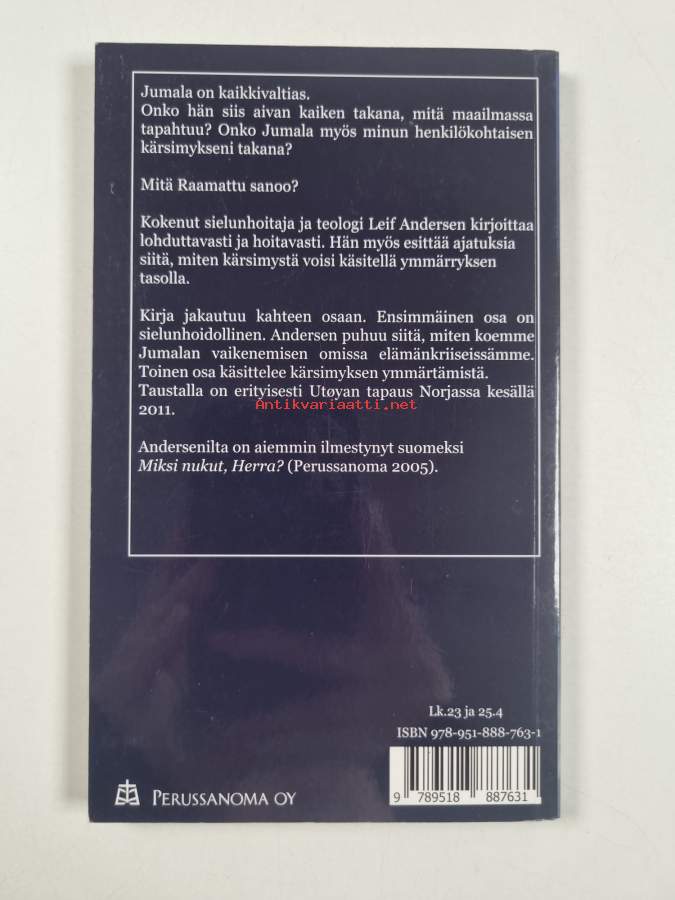 Jumala on kaikkivaltias.
Onko hän siis aivan kaiken takana, mitä maailmassa
tapahtuu? Onko Jumala myös minun henkilökohtaisen
kärsimykseni takana?
Mitä Raamattu sanoo?
Kokenut sielunhoitaja ja teologi Leif Andersen kirjoittaa
lohduttavasti ja hoitavasti. Hän myös esittää ajatuksia
siitä, miten kärsimystä voisi käsitellä ymmärryksen
tasolla.
Kirja jakautuu kahteen osaan. Ensimmäinen osa on
sielunhoidollinen. Andersen puhuu siitä, miten koemme
Jumalan vaikenemisen omissa elämänkriiseissämme.
Toinen osa käsittelee kärsimyksen ymmärtämistä.
Taustalla on erityisesti Utøyan tapaus Norjassa kesällä
2011.
Antikvariaatti.net
Andersenilta on aiemmin ilmestynyt suomeksi
Miksi nukut, Herra? (Perussanoma 2005).
Lk.23 ja 25.4
ISBN 978-951-888-763-1
9 789518 887631
PERUSSANOMA OY